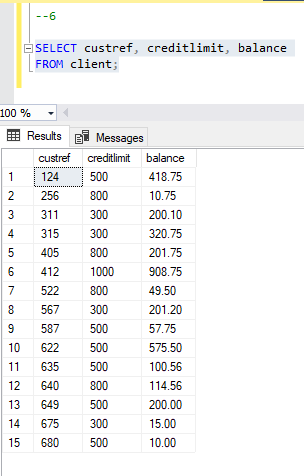 --6
SELECT custref, creditlimit, balance
FROM client;
100 %
Results Messages
custref creditlimit balance
1 124 500 418.75
2 256 800 10.75
3 311 300 200.10
4 315 300 320.75
5 405 800 201.75
6 412 1000 908.75
7 522 800 49.50
8 567 300 201.20
9 587 500 57.75
10 622 500 575.50
11 635 500 100.56
12 640 800 114.56
13 649 500 200.00
14 675 300 15.00
15 680 500 10.00